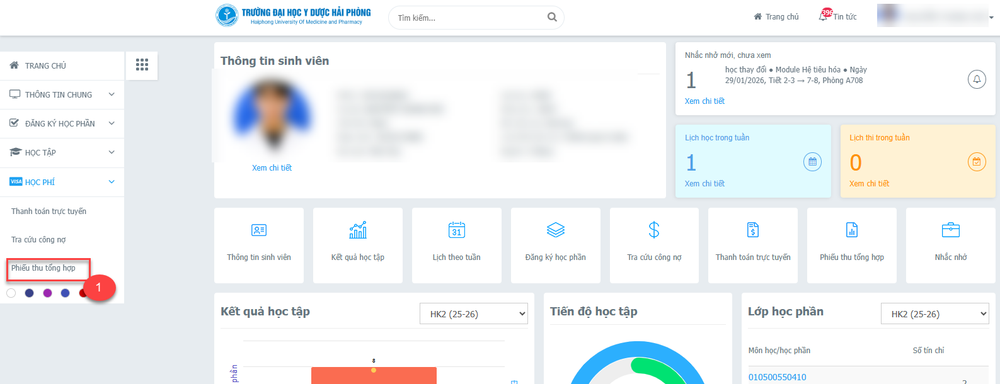 TRƯỜNG ĐẠI HỌC Y DƯỢC HẢI PHÒNG
Haiphong University Of Medicine and Pharmacy
Tìm kiếm...
Trang chủ
396
Tin tức
TRANG CHỦ
THÔNG TIN CHUNG
ĐĂNG KÝ HỌC PHẦN
HỌC TẬP
VISA HỌC PHÍ
Thanh toán trực tuyến
Tra cứu công nợ
Phiếu thu tổng hợp
1
Thông tin sinh viên
Xem chi tiết
Nhắc nhở mới, chưa xem
1
học thay đổi ● Module Hệ tiêu hóa ● Ngày
29/01/2026, Tiết 2-3 → 7-8, Phòng A708
Xem chi tiết
Lịch học trong tuần
1
Xem chi tiết
Lịch thi trong tuần
0
Xem chi tiết
Thông tin sinh viên
Kết quả học tập
31
Lịch theo tuần
Đăng ký học phần
Tra cứu công nợ
Thanh toán trực tuyến
Phiếu thu tổng hợp
Nhắc nhở
Kết quả học tập
HK2 (25-26)
8
phần
Tiến độ học tập
Lớp học phần
HK2 (25-26)
Môn học/học phần
Số tín chỉ
010500550410
2